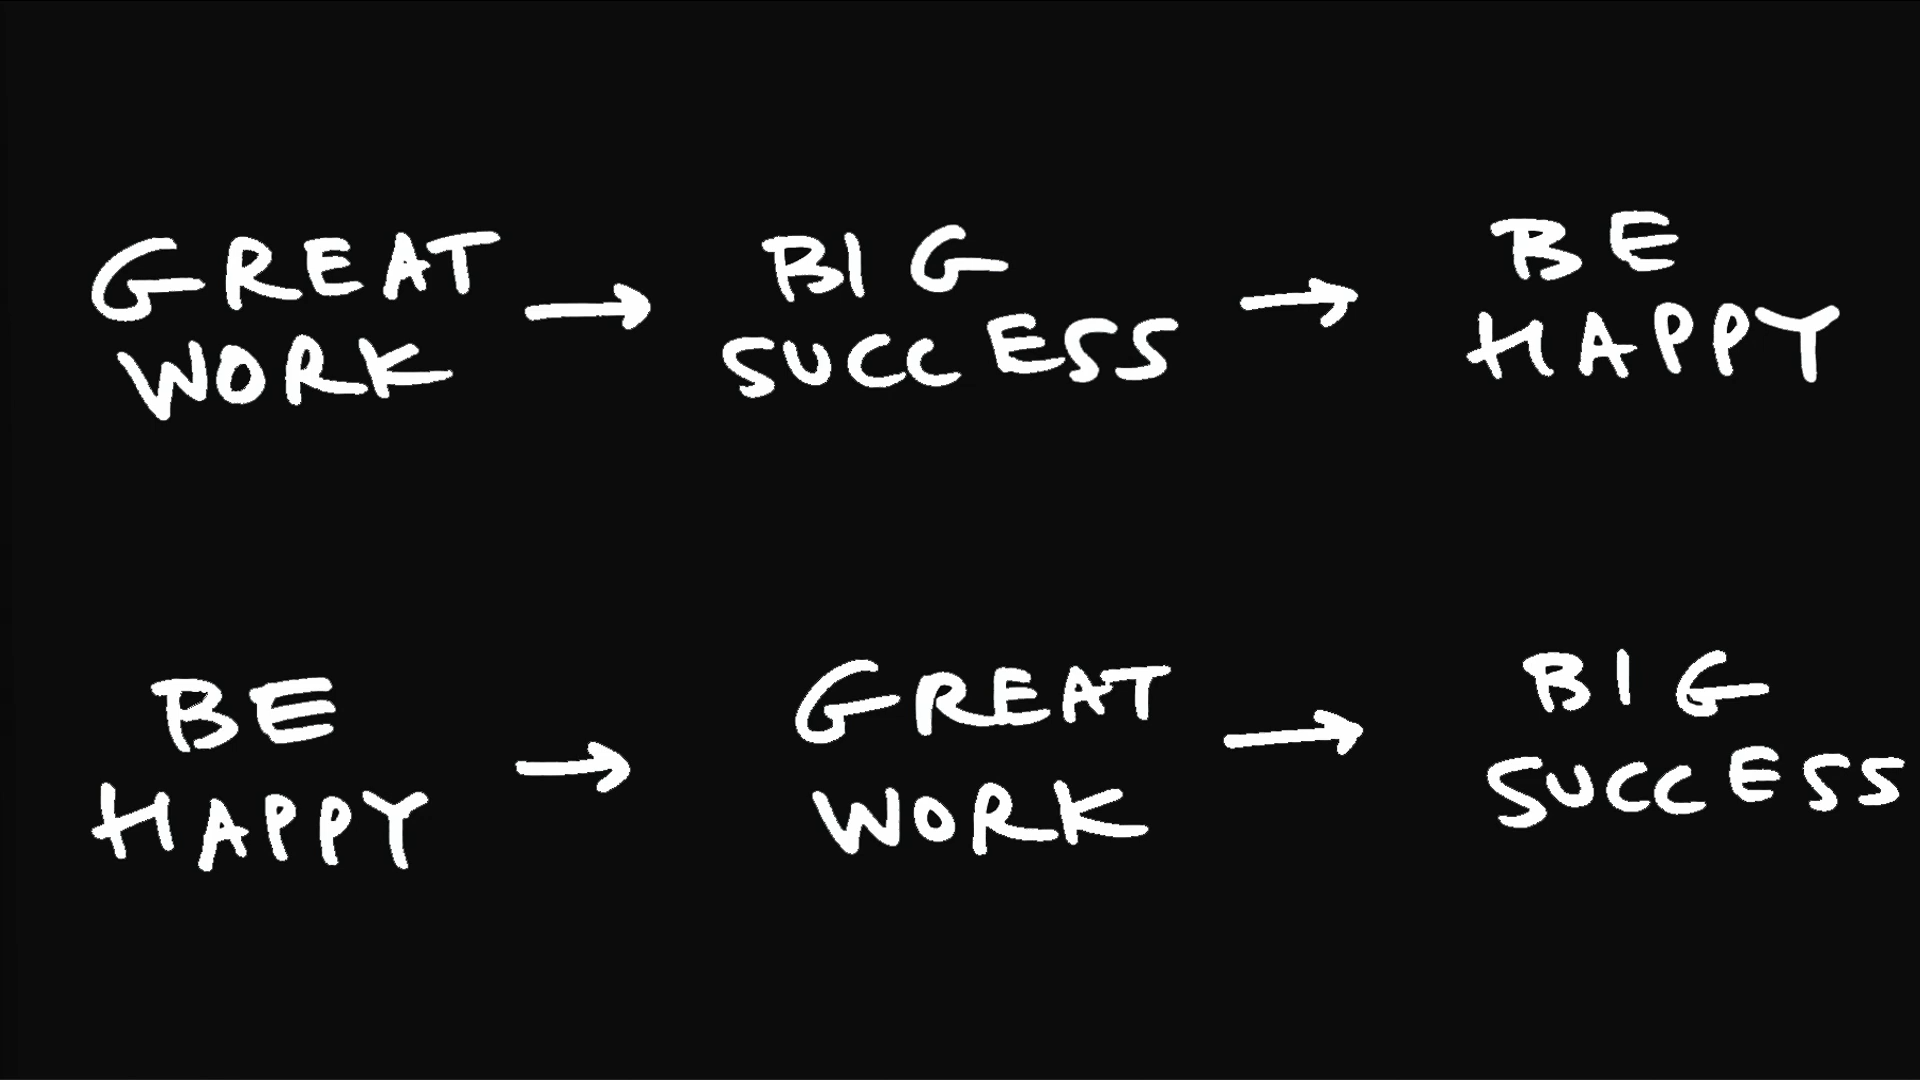 GREAT WORK → BIG SUCCESS → BE HAPPY
BE HAPPY → GREAT WORK → BIG SUCCESS